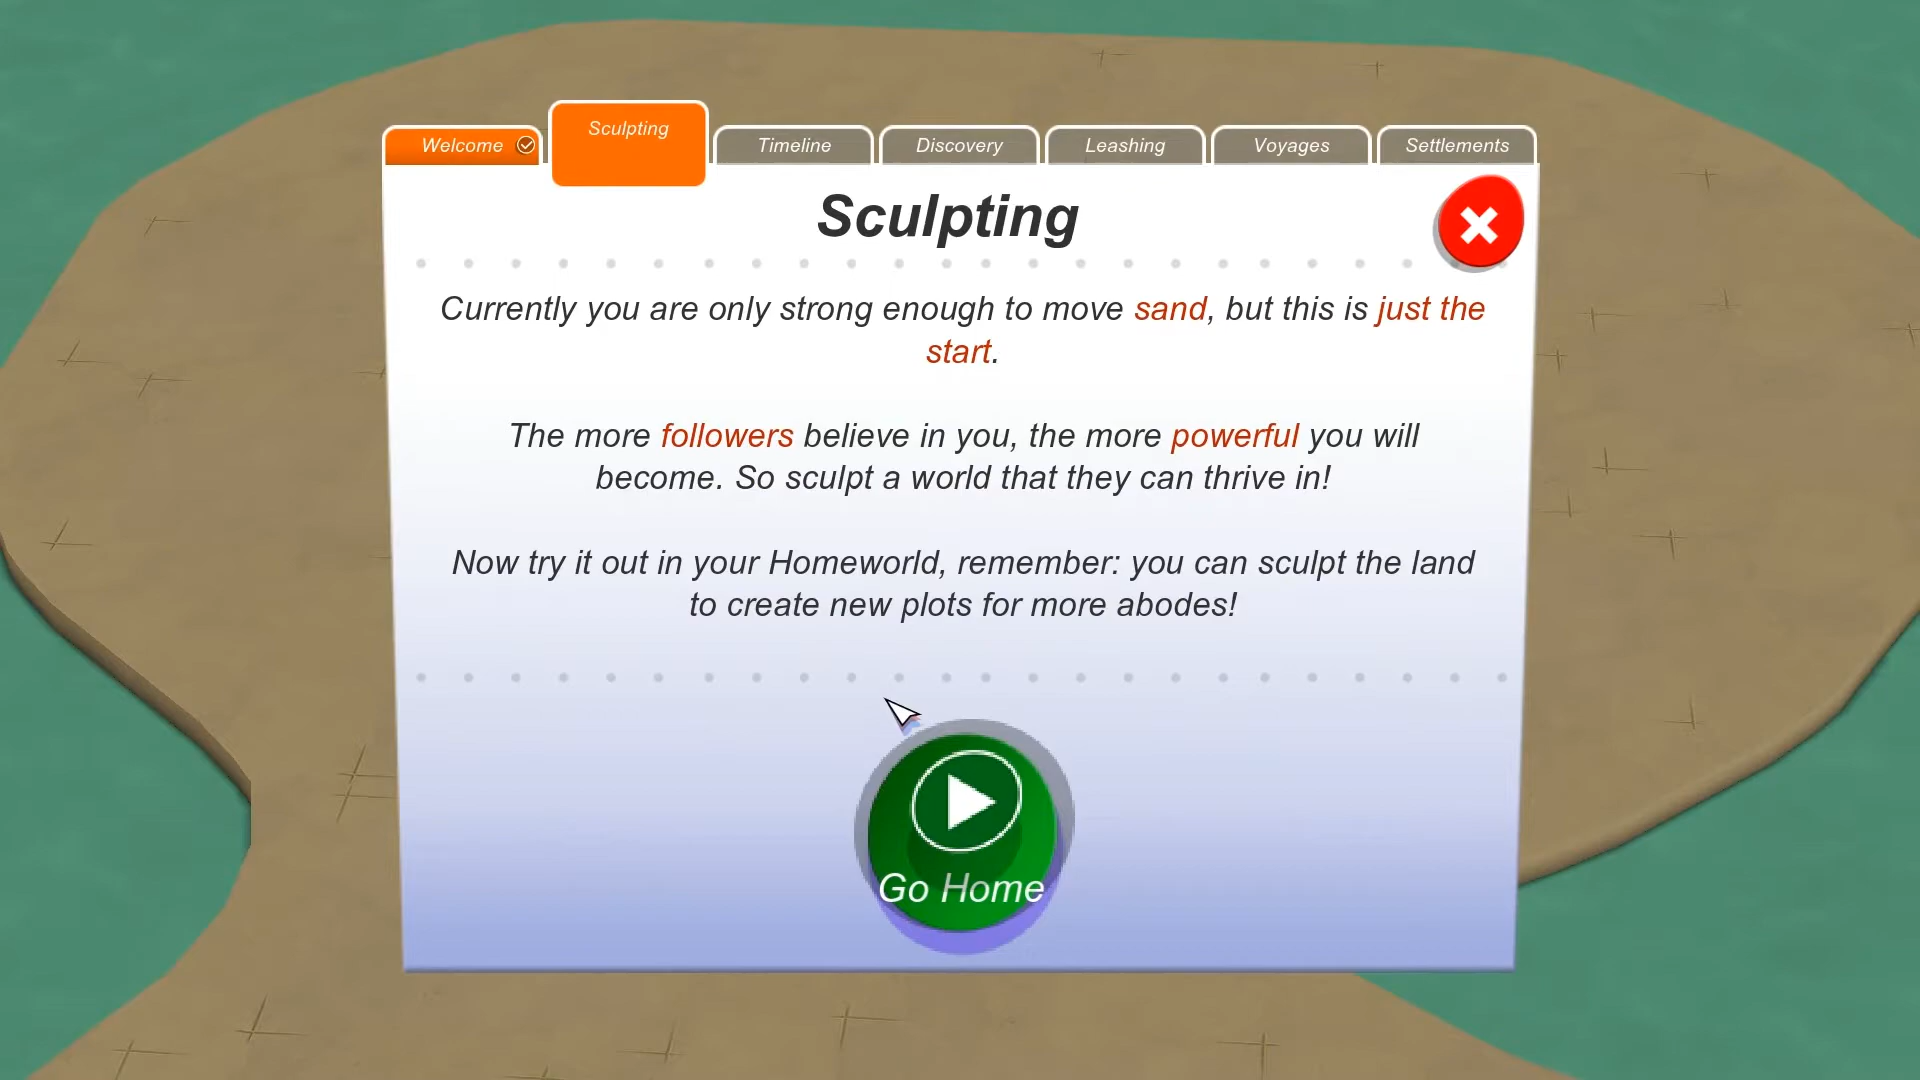 Welcome
Sculpting
Timeline
Discovery
Leashing
Voyages
Settlements
Sculpting
Currently you are only strong enough to move sand, but this is just the
start.
The more followers believe in you, the more powerful you will
become. So sculpt a world that they can thrive in!
Now try it out in your Homeworld, remember: you can sculpt the land
to create new plots for more abodes!
Go Home